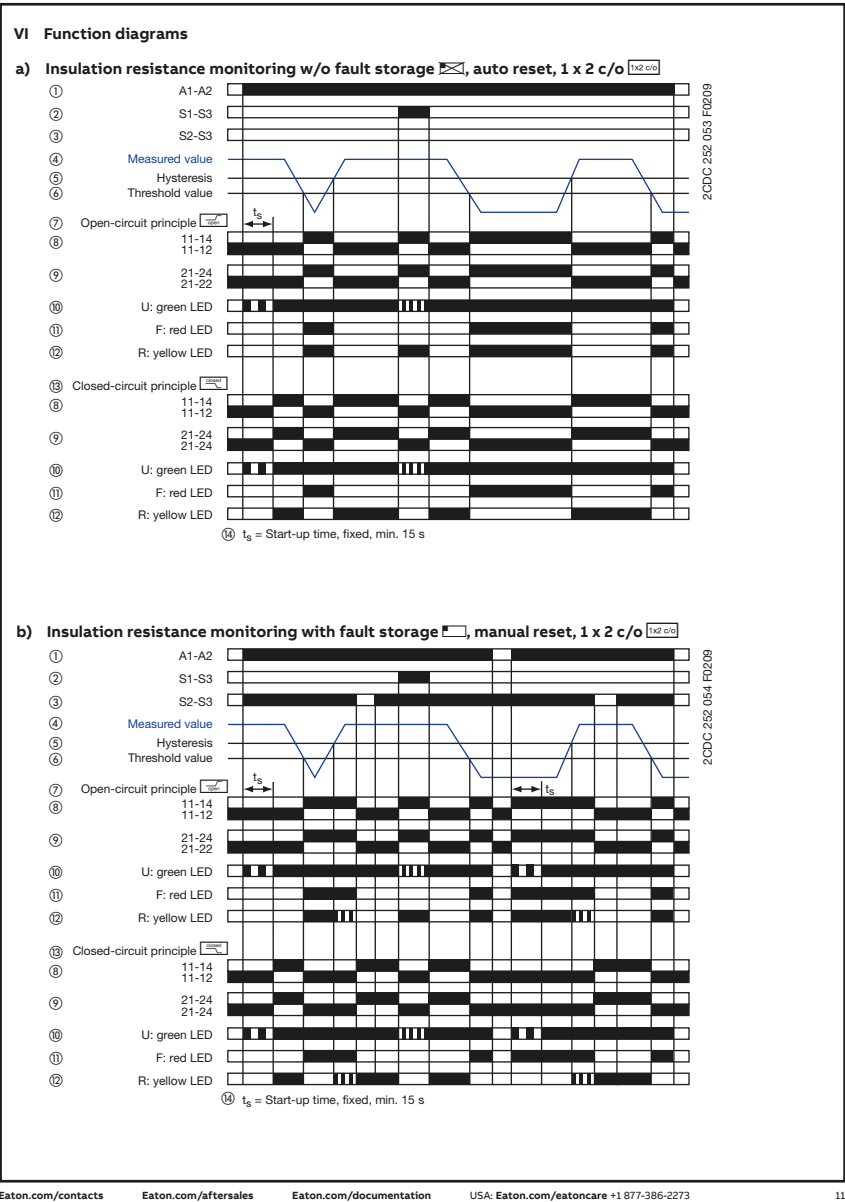 VI Function diagrams
a) Insulation resistance monitoring w/o fault storage, auto reset, 1 x 2 c/o 1x2 c/o
① A1-A2
② S1-S3
③ S2-S3
④ Measured value
⑤ Hysteresis
⑥ Threshold value
⑦ Open-circuit principle open
ts
⑧ 11-14
11-12
⑨ 21-24
21-22
⑩ U: green LED
⑪ F: red LED
⑫ R: yellow LED
⑬ Closed-circuit principle closed
⑧ 11-14
11-12
⑨ 21-24
21-24
⑩ U: green LED
⑪ F: red LED
⑫ R: yellow LED
⑭ ts = Start-up time, fixed, min. 15 s
2CDC 252 053 F0209
b) Insulation resistance monitoring with fault storage, manual reset, 1 x 2 c/o 1x2 c/o
① A1-A2
② S1-S3
③ S2-S3
④ Measured value
⑤ Hysteresis
⑥ Threshold value
⑦ Open-circuit principle open
ts
ts
⑧ 11-14
11-12
⑨ 21-24
21-22
⑩ U: green LED
⑪ F: red LED
⑫ R: yellow LED
⑬ Closed-circuit principle closed
⑧ 11-14
11-12
⑨ 21-24
21-24
⑩ U: green LED
⑪ F: red LED
⑫ R: yellow LED
⑭ ts = Start-up time, fixed, min. 15 s
2CDC 252 054 F0209
Eaton.com/contacts Eaton.com/aftersales Eaton.com/documentation USA: Eaton.com/eatoncare +1 877-386-2273 11